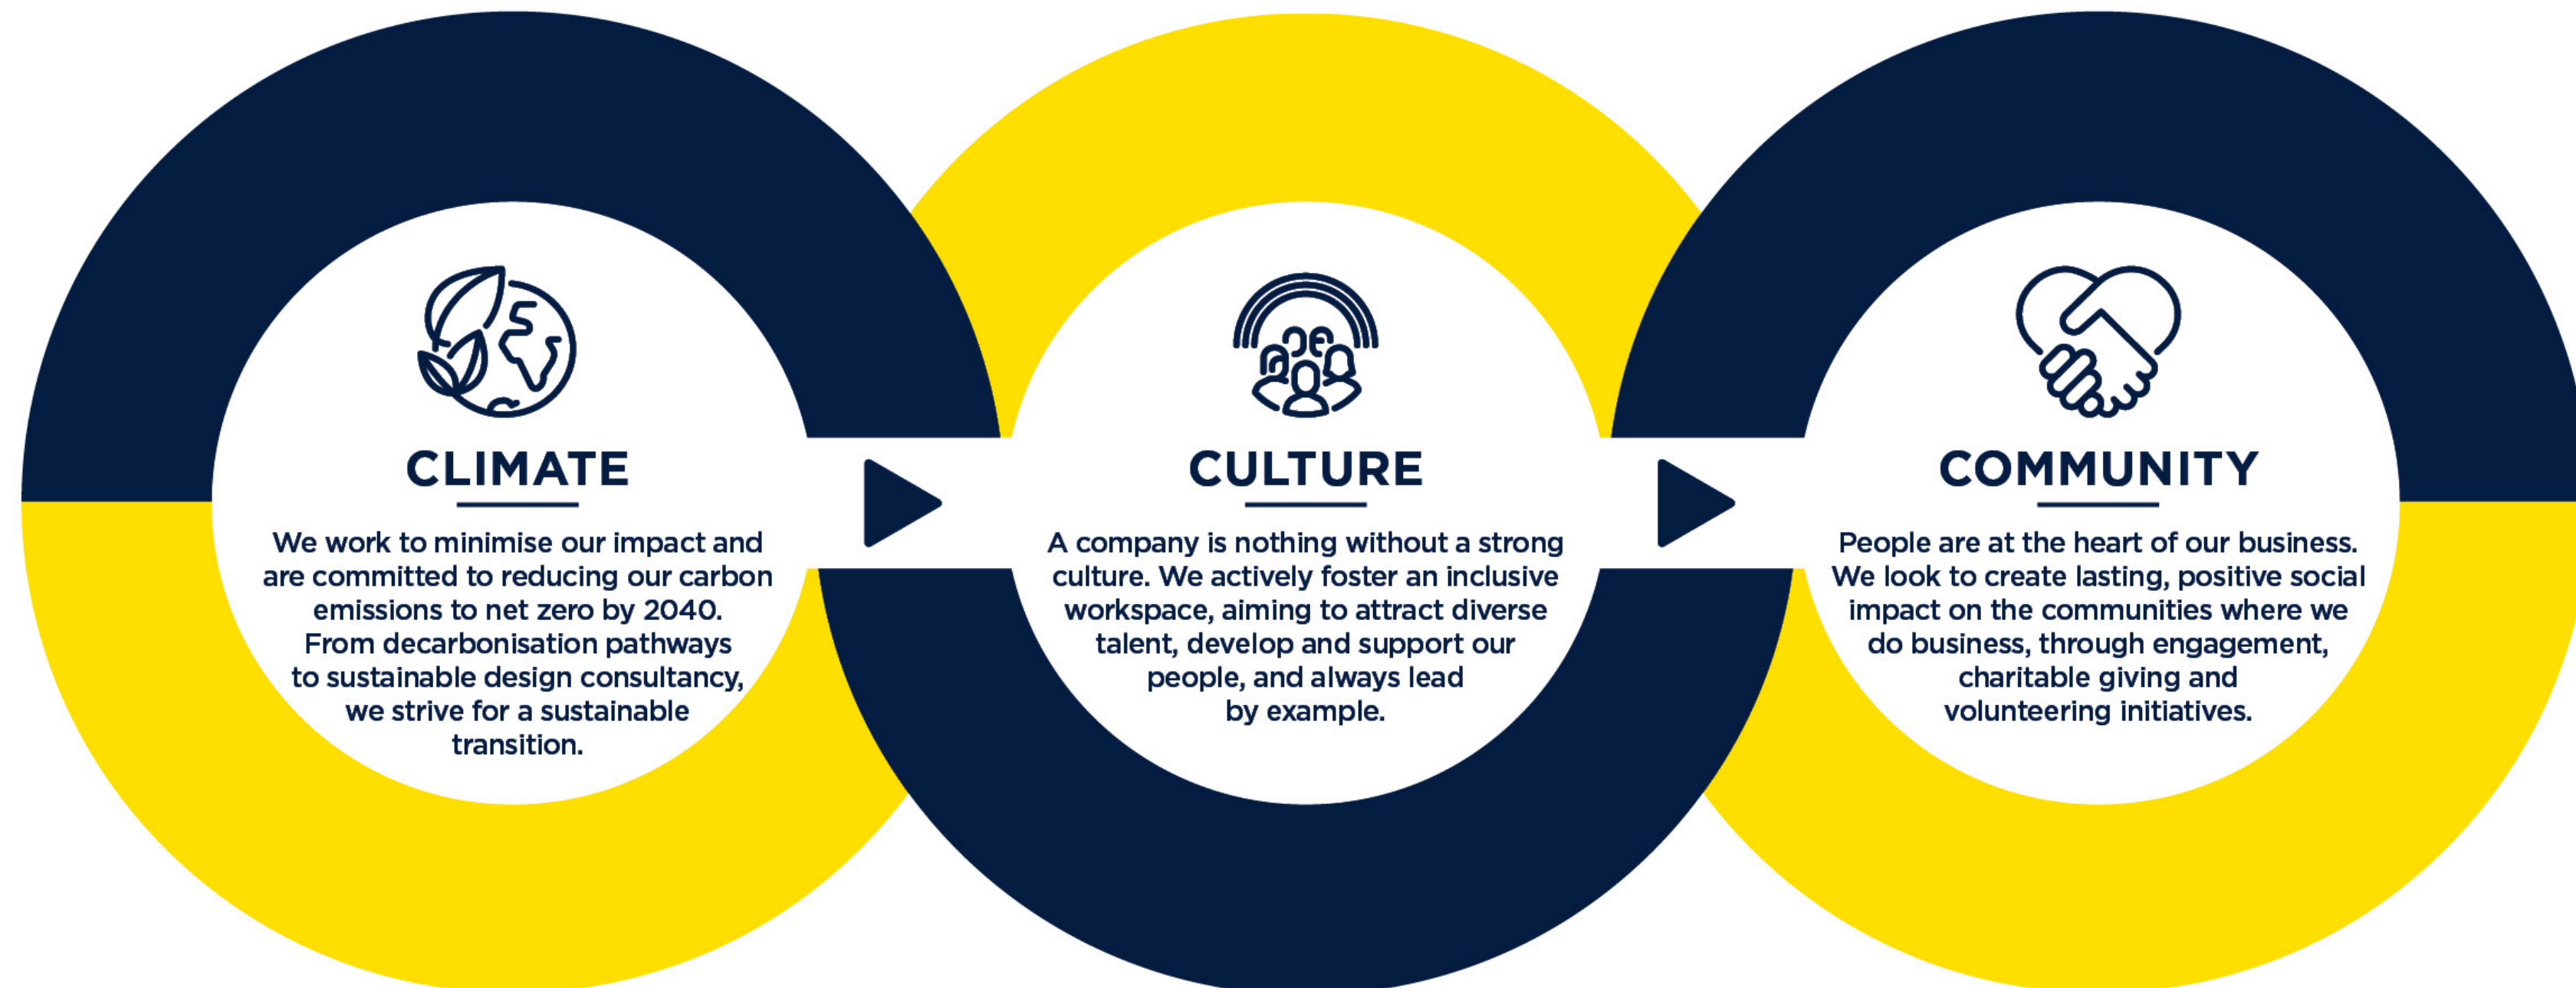 CLIMATE
We work to minimise our impact and
are committed to reducing our carbon
emissions to net zero by 2040.
From decarbonisation pathways
to sustainable design consultancy,
we strive for a sustainable
transition.
CULTURE
A company is nothing without a strong
culture. We actively foster an inclusive
workspace, aiming to attract diverse
talent, develop and support our
people, and always lead
by example.
COMMUNITY
People are at the heart of our business.
We look to create lasting, positive social
impact on the communities where we
do business, through engagement,
charitable giving and
volunteering initiatives.